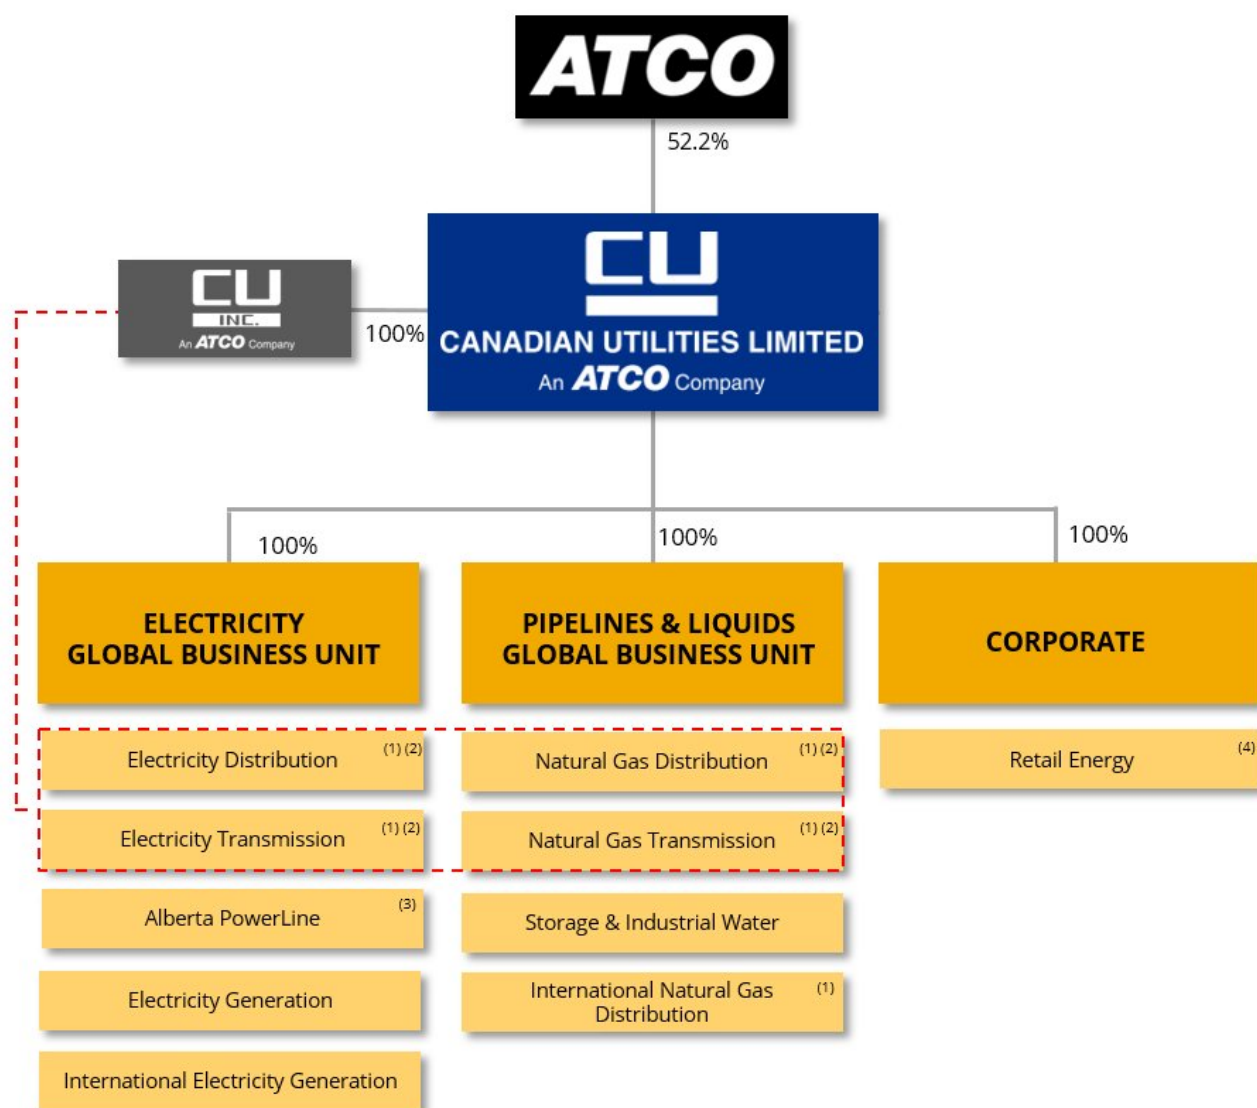 ATCO
52.2%
CU
INC.
An ATCO Company
100%
CU
CANADIAN UTILITIES LIMITED
An ATCO Company
100%
100%
100%
ELECTRICITY
GLOBAL BUSINESS UNIT
PIPELINES & LIQUIDS
GLOBAL BUSINESS UNIT
CORPORATE
Electricity Distribution (1) (2)
Natural Gas Distribution (1) (2)
Retail Energy (4)
Electricity Transmission (1) (2)
Natural Gas Transmission (1) (2)
Alberta PowerLine (3)
Storage & Industrial Water
Electricity Generation
International Natural Gas (1)
Distribution
International Electricity Generation